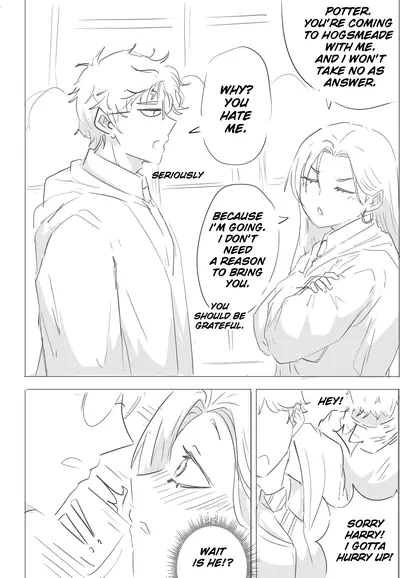 POTTER.
YOU'RE COMING
TO HOGSMEADE
WITH ME.
AND I WON'T
TAKE NO AS
ANSWER.
WHY?
YOU
HATE
ME.
SERIOUSLY
BECAUSE
I'M GOING.
I DON'T
NEED
A REASON
TO BRING
YOU.
YOU
SHOULD BE
GRATEFUL.
HEY!
SORRY
HARRY!
I GOTTA
HURRY UP!
WAIT
IS HE!?